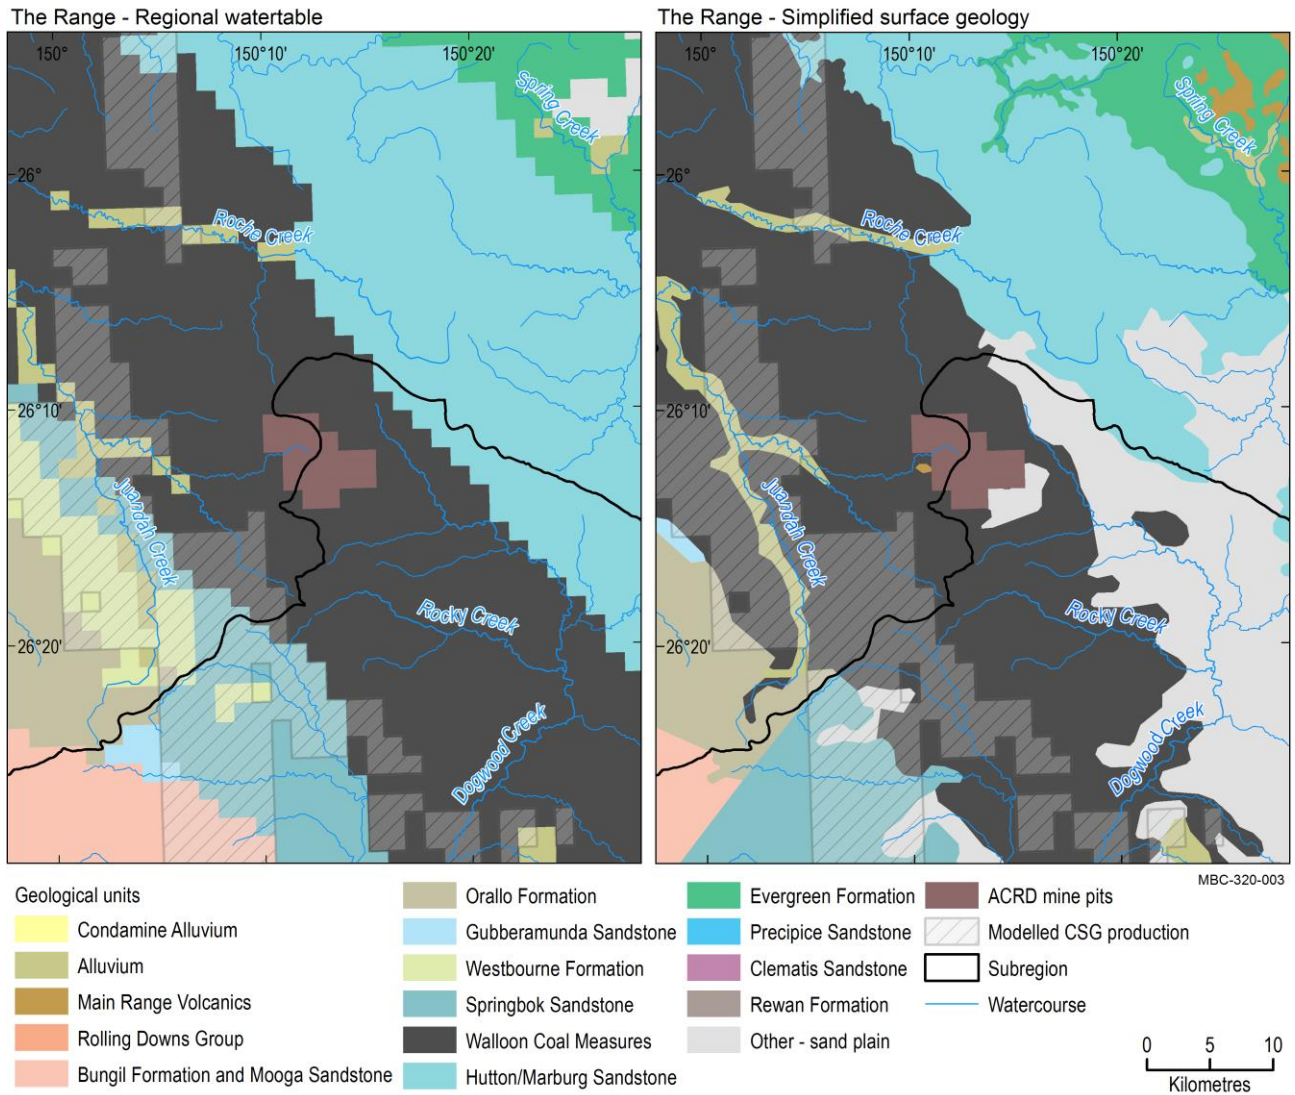 The Range - Regional watertable
The Range - Simplified surface geology
150°
150°10'
150°20'
150°
150°10'
150°20'
Spring Creek
Spring Creek
26°
26°
Roche Creek
Roche Creek
26°10'
26°10'
Juandah Creek
Juandah Creek
Rocky Creek
Rocky Creek
26°20'
26°20'
Dogwood Creek
Dogwood Creek
MBC-320-003
Geological units
Condamine Alluvium
Alluvium
Main Range Volcanics
Rolling Downs Group
Bungil Formation and Mooga Sandstone
Orallo Formation
Gubberamunda Sandstone
Westbourne Formation
Springbok Sandstone
Walloon Coal Measures
Hutton/Marburg Sandstone
Evergreen Formation
Precipice Sandstone
Clematis Sandstone
Rewan Formation
Other - sand plain
ACRD mine pits
Modelled CSG production
Subregion
Watercourse
0 5 10
Kilometres